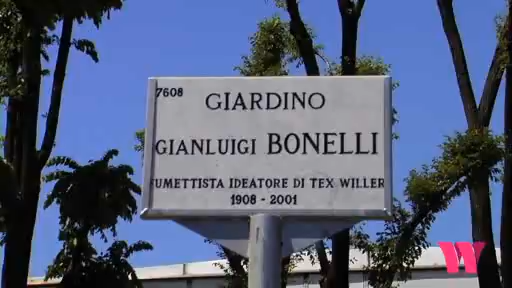 7608
GIARDINO
GIANLUIGI BONELLI
FUMETTISTA IDEATORE DI TEX WILLER
1908 - 2001
W